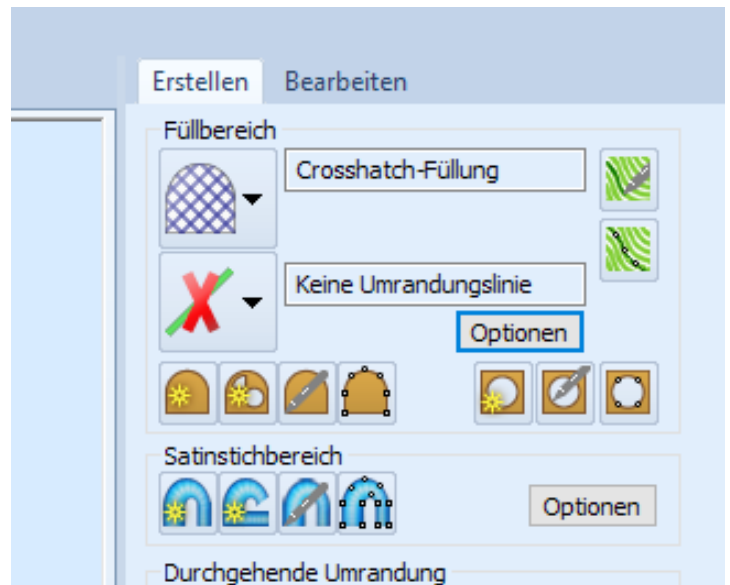 Erstellen Bearbeiten
Füllbereich
Crosshatch-Füllung
Keine Umrandungslinie
Optionen
Satinstichbereich
Optionen
Durchgehende Umrandung